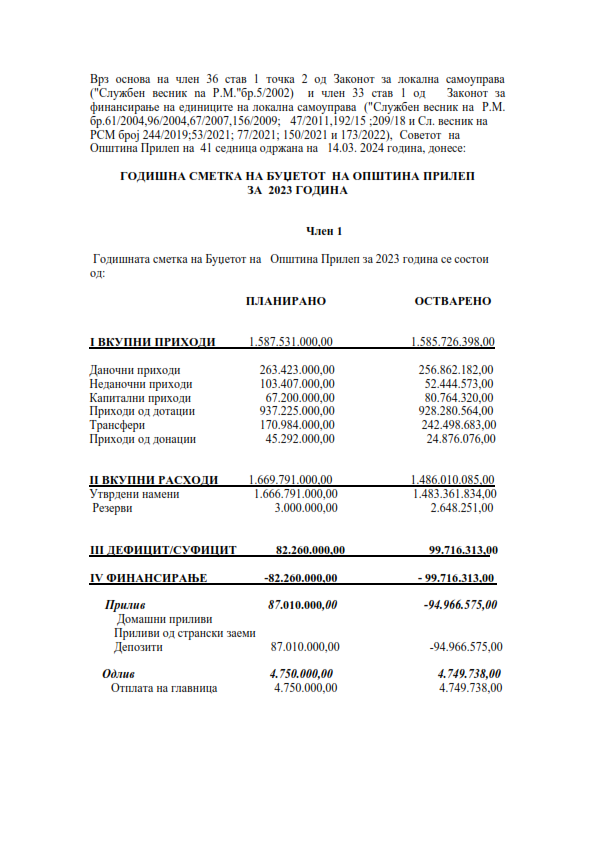 Врз основа на член 36 став 1 точка 2 од Законот за локална самоуправа
("Службен весник na Р.М."бр.5/2002) и член 33 став 1 од Законот за
финансирање на единиците на локална самоуправа ("Службен весник на Р.М.
бр.61/2004,96/2004,67/2007,156/2009; 47/2011,192/15 ;209/18 и Сл. весник на
РСМ број 244/2019;53/2021; 77/2021; 150/2021 и 173/2022), Советот на
Општина Прилеп на 41 седница одржана на 14.03. 2024 година, донесе:
ГОДИШНА СМЕТКА НА БУЏЕТОТ НА ОПШТИНА ПРИЛЕП
ЗА 2023 ГОДИНА
Член 1
Годишната сметка на Буџетот на Општина Прилеп за 2023 година се состои
од:
ПЛАНИРАНО ОСТВАРЕНО
I ВКУПНИ ПРИХОДИ 1.587.531.000,00 1.585.726.398,00
Даночни приходи 263.423.000,00 256.862.182,00
Неданочни приходи 103.407.000,00 52.444.573,00
Капитални приходи 67.200.000,00 80.764.320,00
Приходи од дотации 937.225.000,00 928.280.564,00
Трансфери 170.984.000,00 242.498.683,00
Приходи од донации 45.292.000,00 24.876.076,00
II ВКУПНИ РАСХОДИ 1.669.791.000,00 1.486.010.085,00
Утврдени намени 1.666.791.000,00 1.483.361.834,00
Резерви 3.000.000,00 2.648.251,00
III ДЕФИЦИТ/СУФИЦИТ 82.260.000,00 99.716.313,00
IV ФИНАНСИРАЊЕ -82.260.000,00 - 99.716.313,00
Прилив 87.010.000,00 -94.966.575,00
Домашни приливи
Приливи од странски заеми
Депозити 87.010.000,00 -94.966.575,00
Одлив 4.750.000,00 4.749.738,00
Отплата на главница 4.750.000,00 4.749.738,00